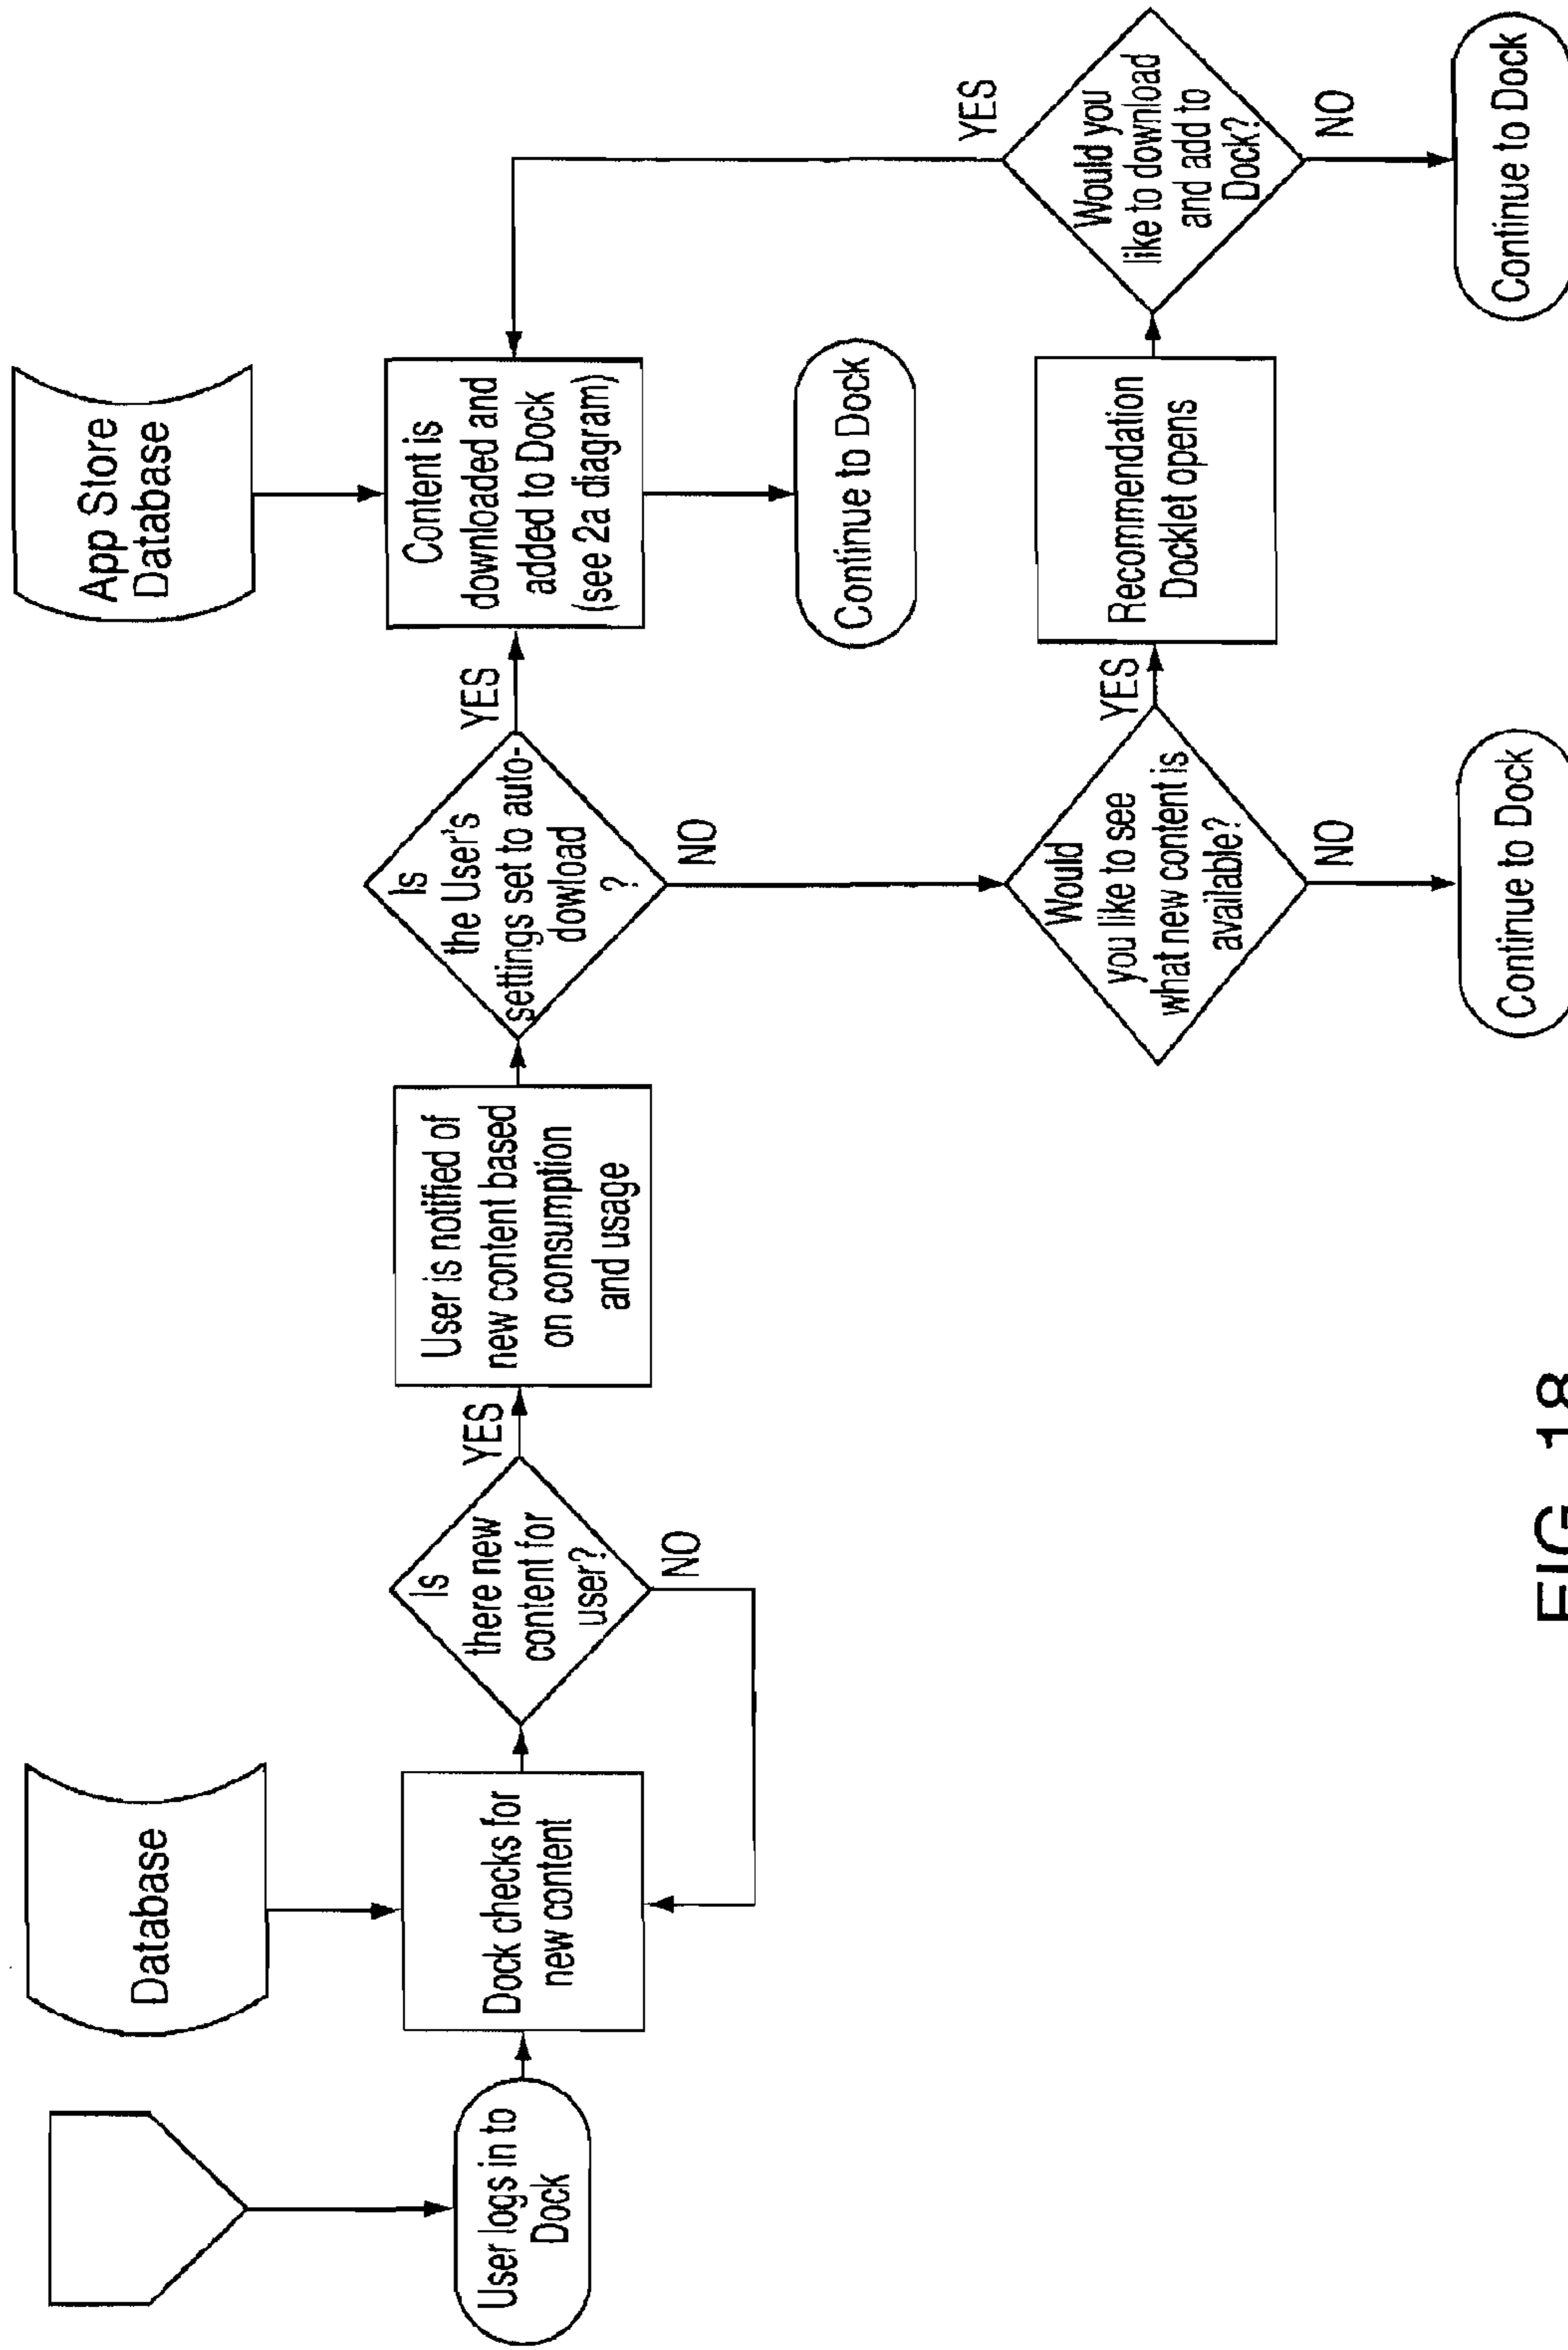 User logs in to
Dock
Database
Dock checks for
new content
Is
there new
content for
user?
YES
NO
User is notified of
new content based
on consumption
and usage
Is
the User's
settings set to auto-
dowload
?
YES
NO
App Store
Database
Content is
downloaded and
added to Dock
(see 2a diagram)
Continue to Dock
Would
you like to see
what new content is
available?
YES
NO
Continue to Dock
Recommendation
Docklet opens
Would you
like to download
and add to
Dock?
YES
NO
Continue to Dock
FIG. 18